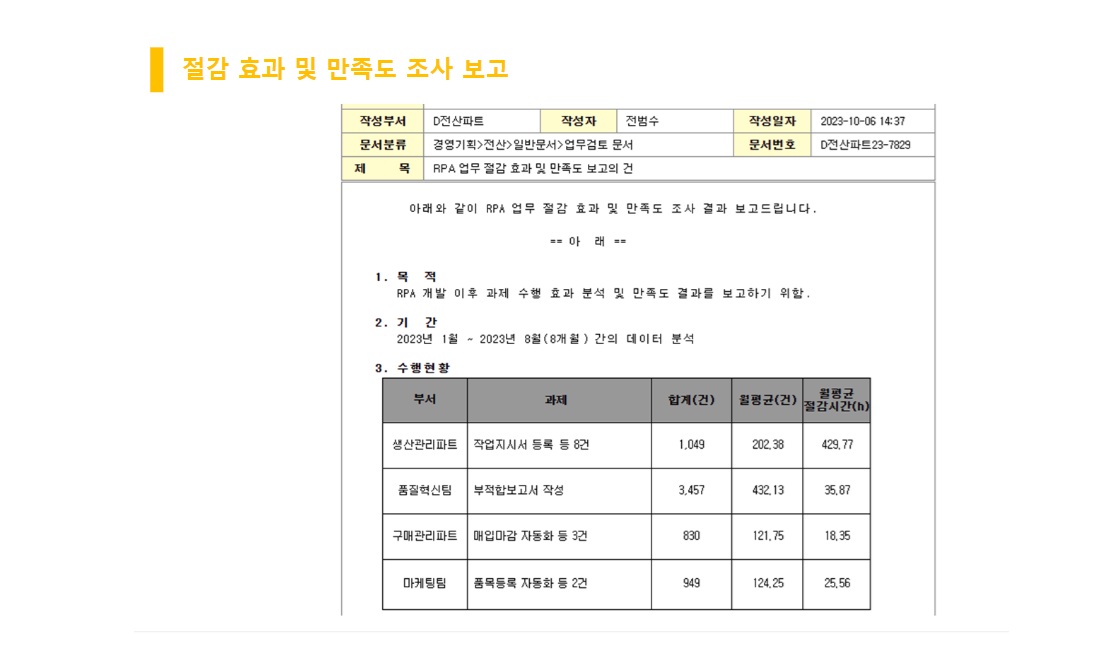 절감 효과 및 만족도 조사 보고
작성부서 D전산파트 작성자 전범수 작성일자 2023-10-06 14:37
문서분류 경영기획>전산>일반문서>업무검토 문서 문서번호 D전산파트23-7829
제 목 RPA 업무 절감 효과 및 만족도 보고의 건
아래와 같이 RPA 업무 절감 효과 및 만족도 조사 결과 보고드립니다.
== 아 래 ==
1. 목 적
RPA 개발 이후 과제 수행 효과 분석 및 만족도 결과를 보고하기 위함.
2. 기 간
2023년 1월 ~ 2023년 8월(8개월) 간의 데이터 분석
3. 수행현황
부서 과제 합계(건) 월평균(건) 월평균
절감시간(h)
생산관리파트 작업지시서 등록 등 8건 1,049 202.38 429.77
품질혁신팀 부적합보고서 작성 3,457 432.13 35.87
구매관리파트 매입마감 자동화 등 3건 830 121.75 18.35
마케팅팀 품목등록 자동화 등 2건 949 124.25 25.56